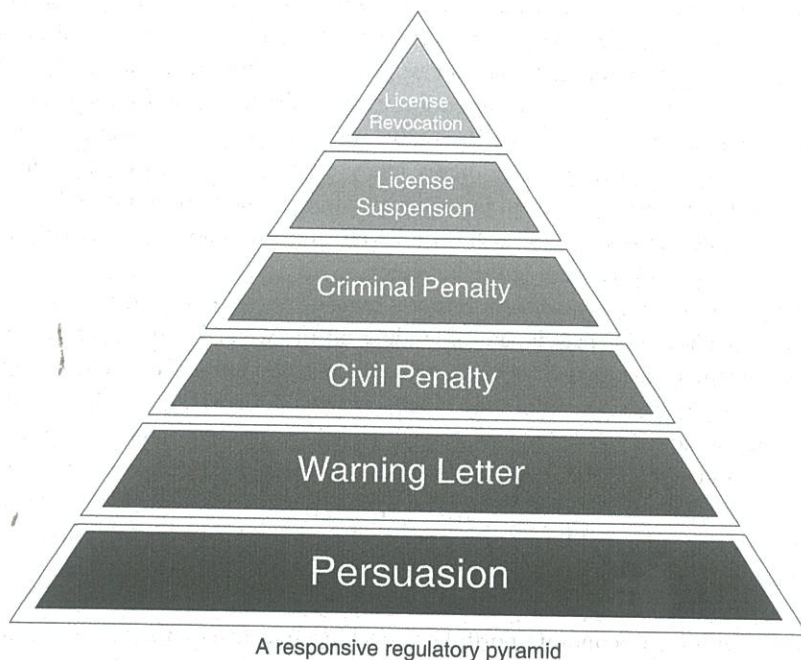 License
Revocation
License
Suspension
Criminal Penalty
Civil Penalty
Warning Letter
Persuasion
A responsive regulatory pyramid